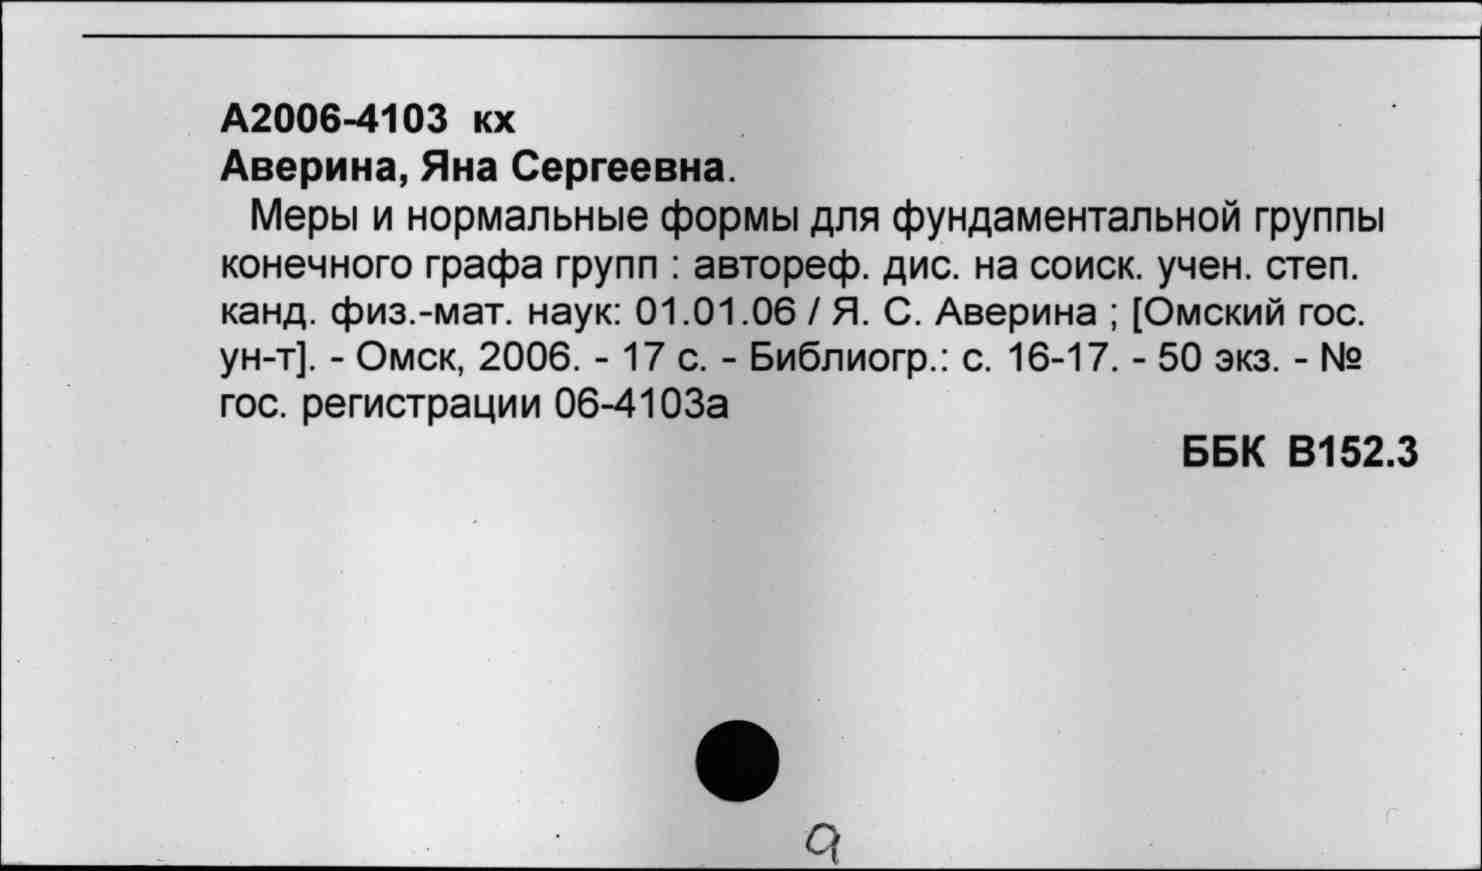 А2006-4103 кх
Аверина, Яна Сергеевна.
Меры и нормальные формы для фундаментальной группы
конечного графа групп : автореф. дис. на соиск. учен. степ.
канд. физ.-мат. наук: 01.01.06 / Я. С. Аверина ; [Омский гос.
ун-т]. - Омск, 2006. - 17 с. - Библиогр.: с. 16-17. - 50 экз. - №
гос. регистрации 06-4103а
ББК В152.3